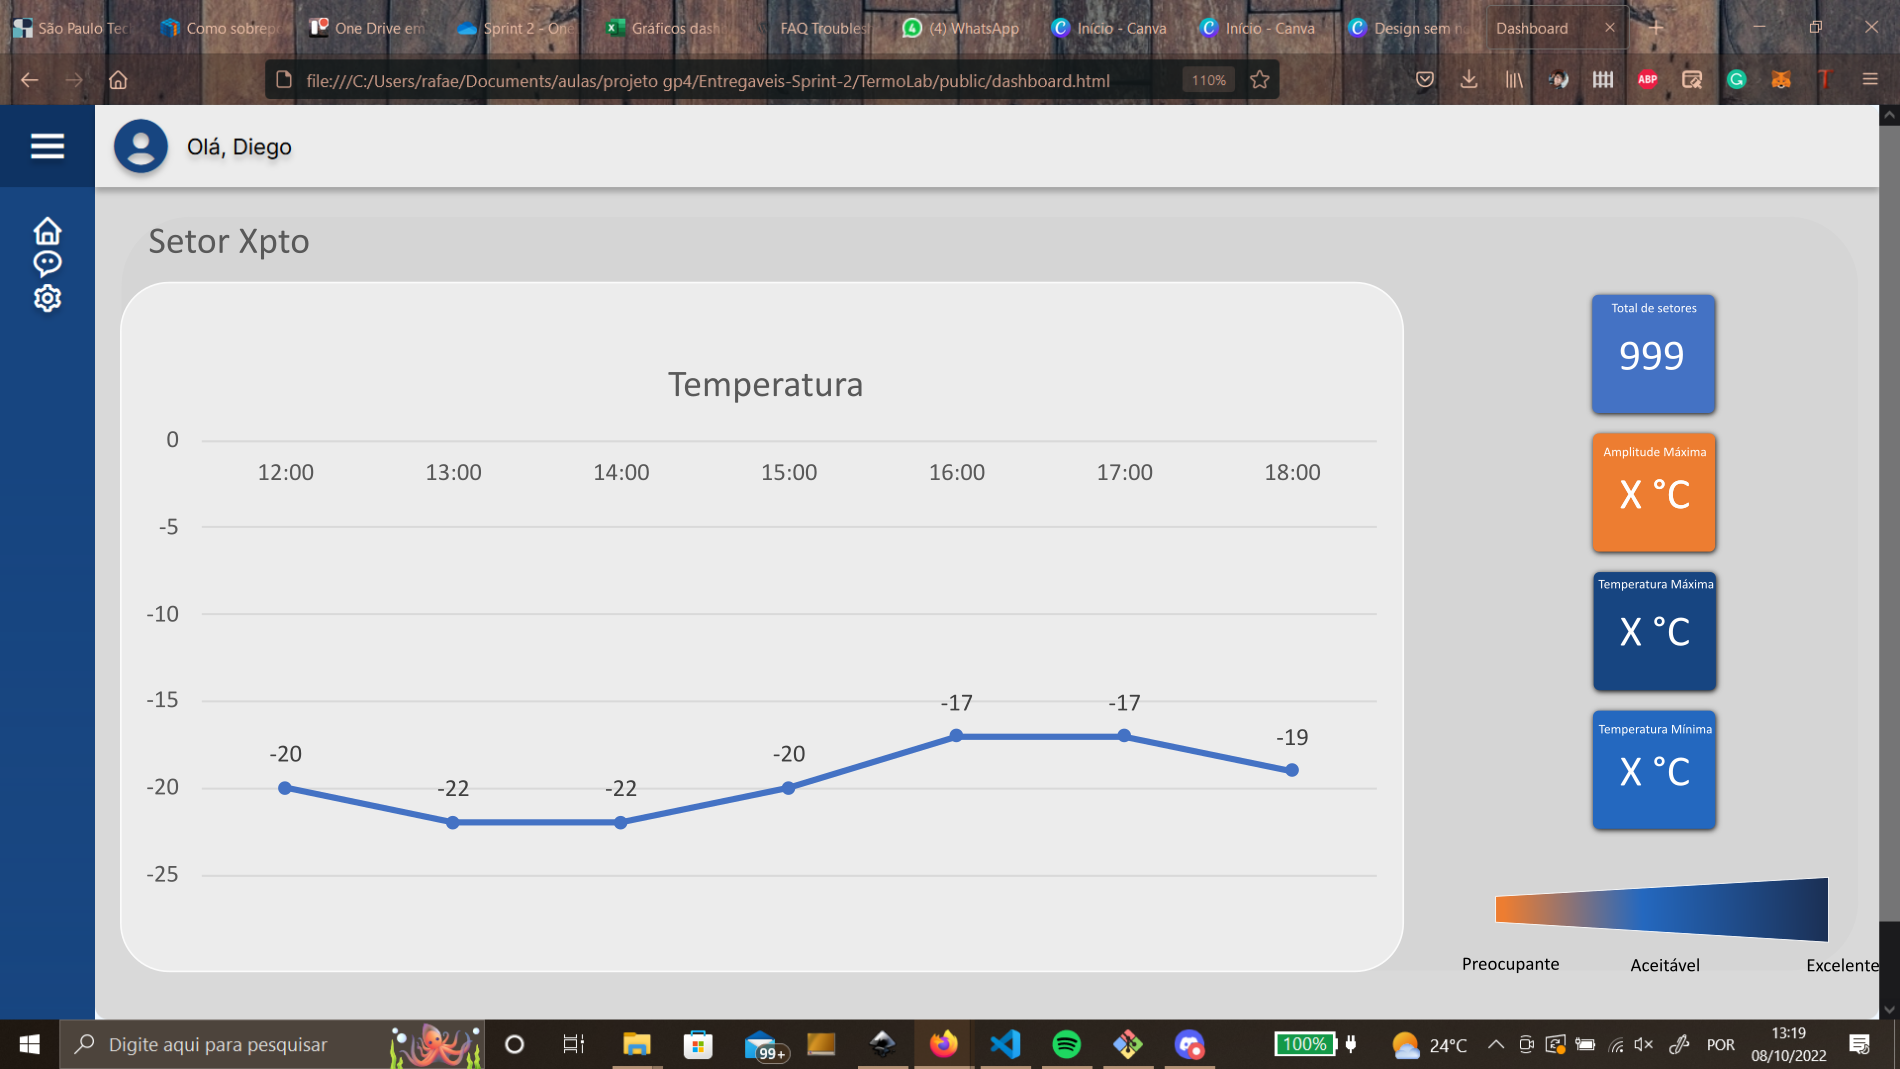 São Paulo Tec
Como sobrepo
One Drive em
Sprint 2 - One
Gráficos dash
FAQ Troubles
(4) WhatsApp
Início - Canva
Início - Canva
Design sem n
Dashboard
file:///C:/Users/rafae/Documents/aulas/projeto gp4/Entregaveis-Sprint-2/TermoLab/public/dashboard.html
110%
ABP
Olá, Diego
Setor Xpto
Temperatura
0
12:00 13:00 14:00 15:00 16:00 17:00 18:00
-5
-10
-15
-20
-25
-20 -22 -22 -20 -17 -17 -19
Total de setores
999
Amplitude Máxima
X °C
Temperatura Máxima
X °C
Temperatura Mínima
X °C
Preocupante Aceitável Excelente
Digite aqui para pesquisar
99+
100%
24°C
POR
13:19
08/10/2022